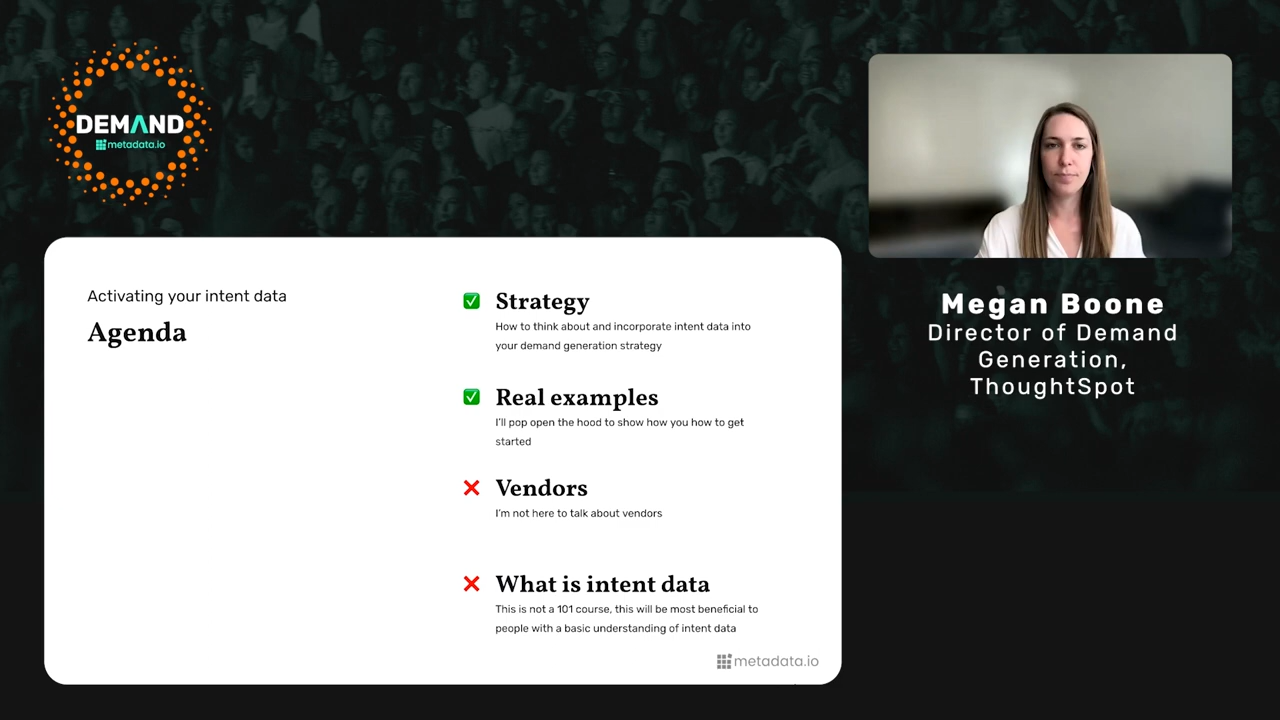 DEMAND
metadata.io
Activating your intent data
Agenda
Strategy
How to think about and incorporate intent data into
your demand generation strategy
Real examples
I'll pop open the hood to show how you how to get
started
Vendors
I'm not here to talk about vendors
What is intent data
This is not a 101 course, this will be most beneficial to
people with a basic understanding of intent data
metadata.io
Megan Boone
Director of Demand
Generation,
ThoughtSpot